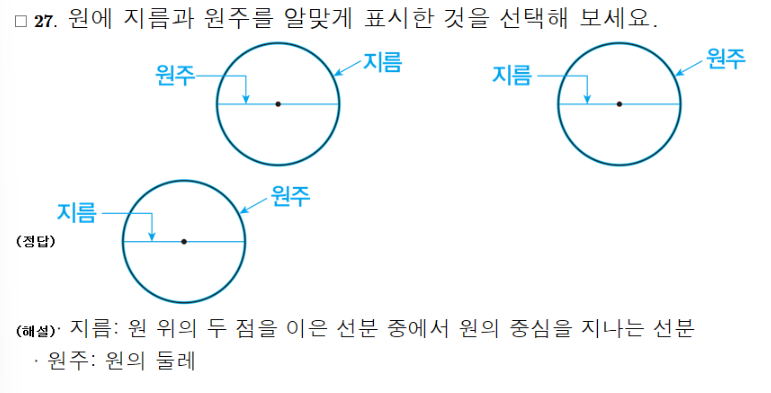 □ 27. 원에 지름과 원주를 알맞게 표시한 것을 선택해 보세요.
원주 지름
지름 원주
지름 원주
(정답)
(해설)· 지름: 원 위의 두 점을 이은 선분 중에서 원의 중심을 지나는 선분
· 원주: 원의 둘레